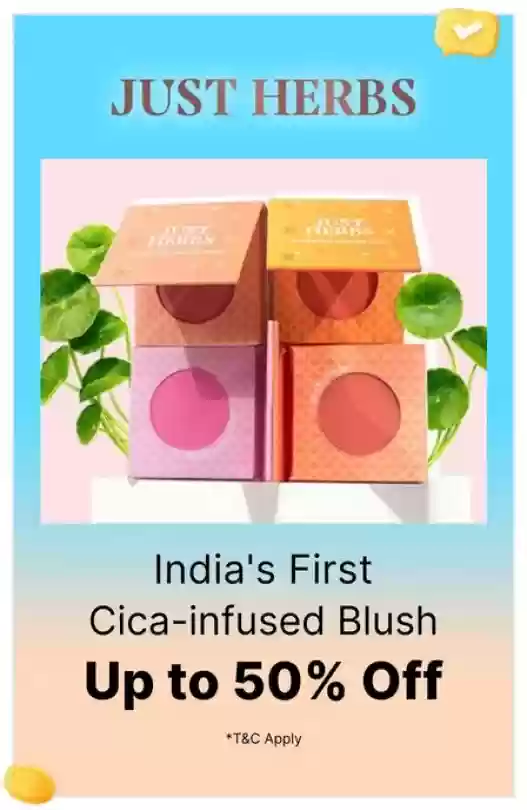 JUST HERBS
JUST
HERBS
JUST
HERBS
India's First
Cica-infused Blush
Up to 50% Off
*T&C Apply